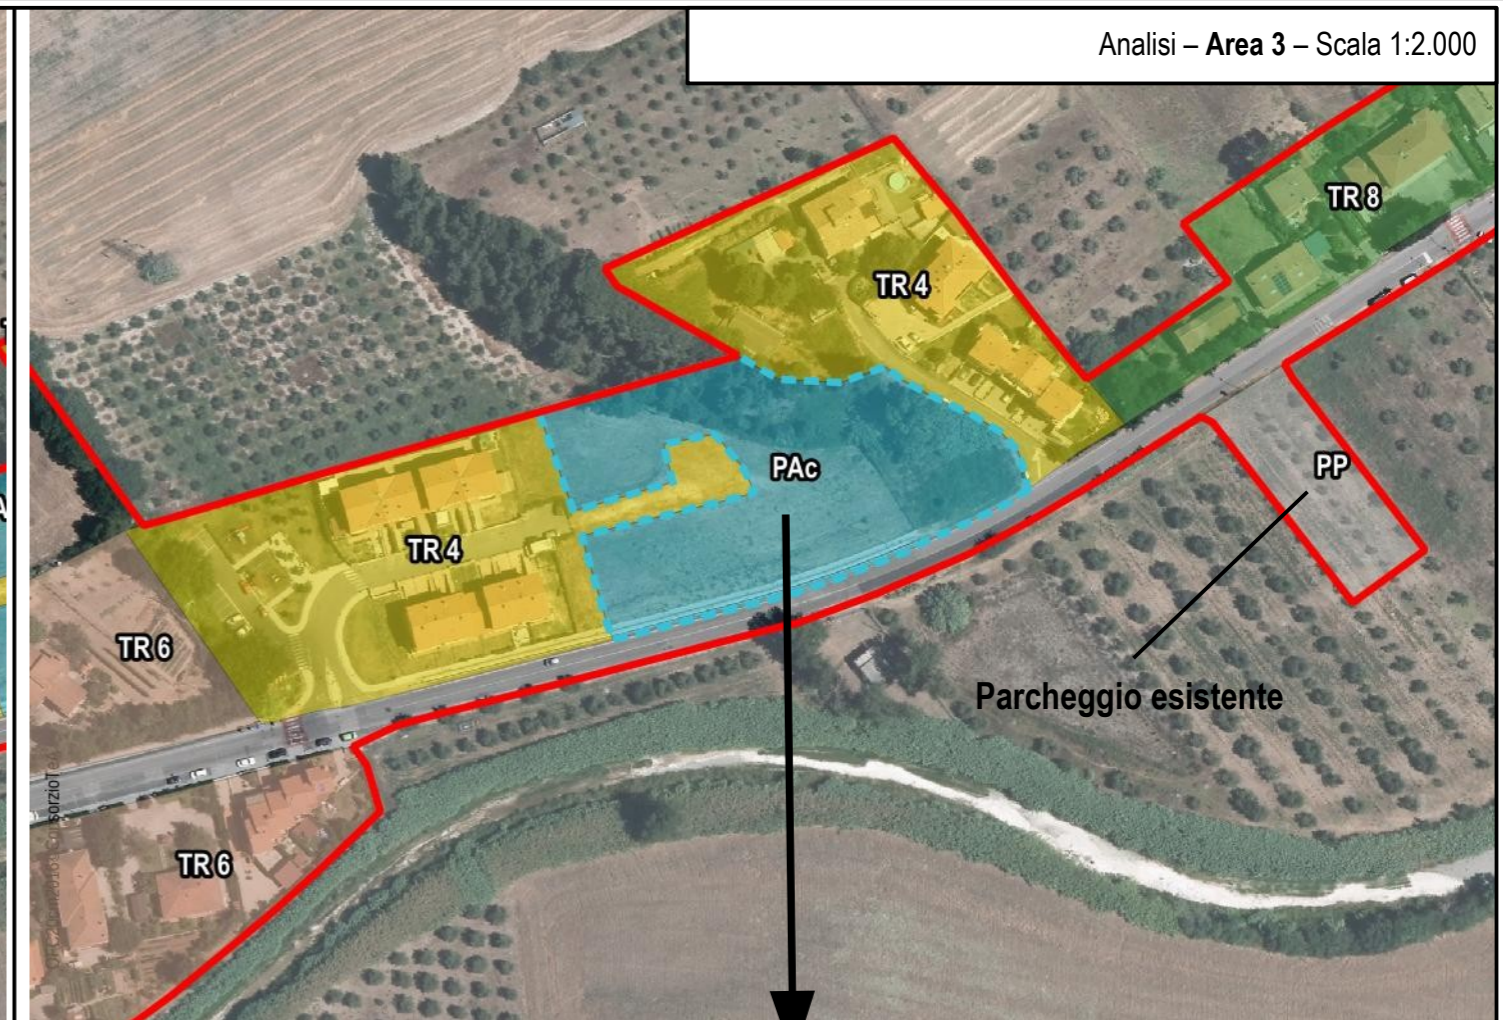 Analisi – Area 3 – Scala 1:2.000
TR 8
TR 4
PAc
PP
TR 4
TR 6
Parcheggio esistente
TR 6